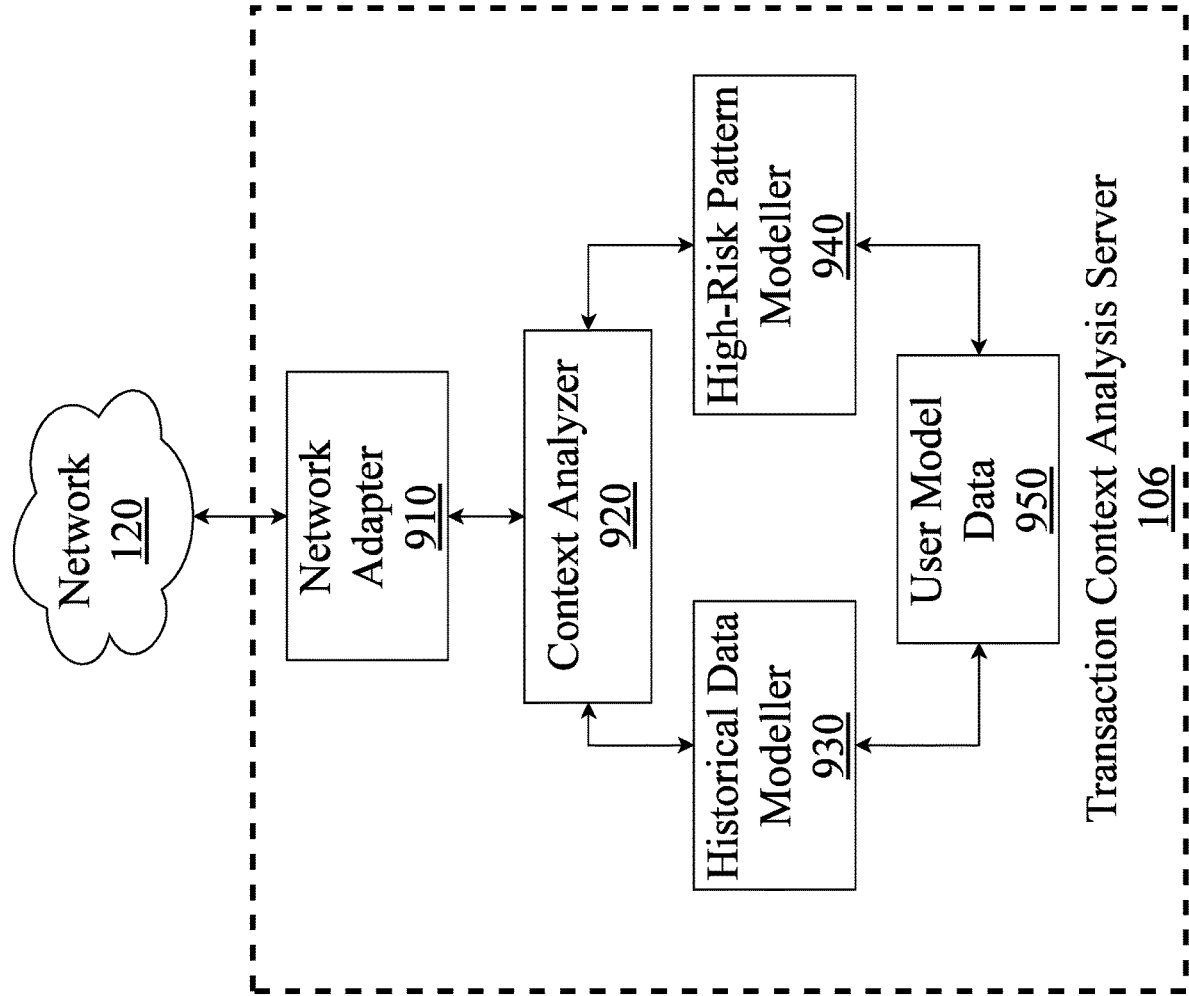 Network
120
Network
Adapter
910
Context Analyzer
920
Historical Data
Modeller
930
High-Risk Pattern
Modeller
940
User Model
Data
950
Transaction Context Analysis Server
106